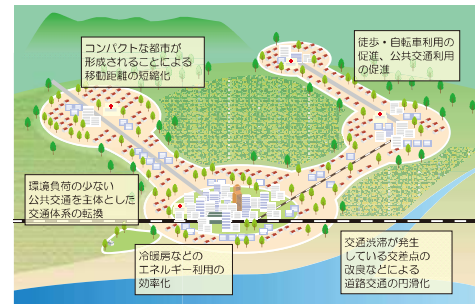 コンパクトな都市が
形成されることによる
移動距離の短縮化
徒歩・自転車利用の
促進、公共交通利用
の促進
環境負荷の少ない
公共交通を主体とした
交通体系の転換
冷暖房などの
エネルギー利用の
効率化
交通渋滞が発生
している交差点の
改良などによる
道路交通の円滑化